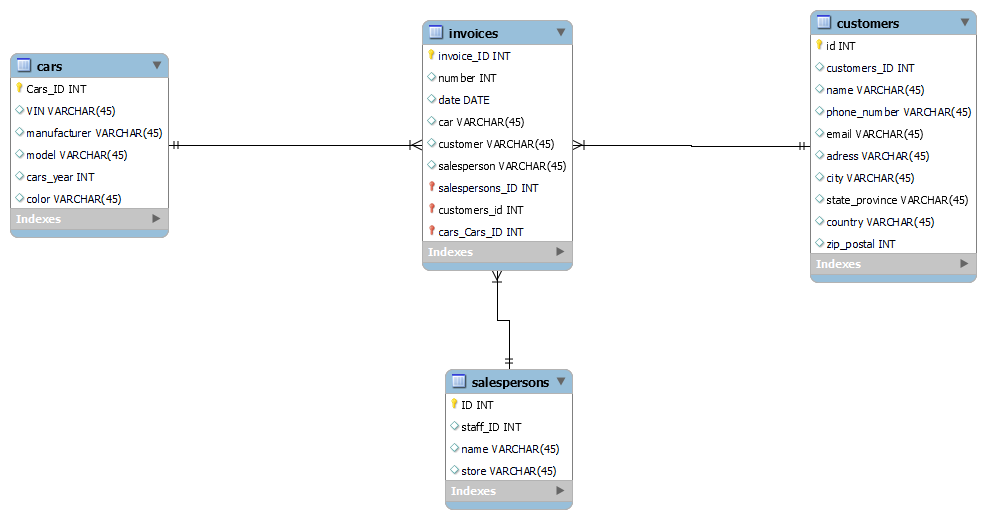 cars
Cars_ID INT
VIN VARCHAR(45)
manufacturer VARCHAR(45)
model VARCHAR(45)
cars_year INT
color VARCHAR(45)
Indexes
invoices
invoice_ID INT
number INT
date DATE
car VARCHAR(45)
customer VARCHAR(45)
salesperson VARCHAR(45)
salespersons_ID INT
customers_id INT
cars_Cars_ID INT
Indexes
customers
id INT
customers_ID INT
name VARCHAR(45)
phone_number VARCHAR(45)
email VARCHAR(45)
adress VARCHAR(45)
city VARCHAR(45)
state_province VARCHAR(45)
country VARCHAR(45)
zip_postal INT
Indexes
salespersons
ID INT
staff_ID INT
name VARCHAR(45)
store VARCHAR(45)
Indexes